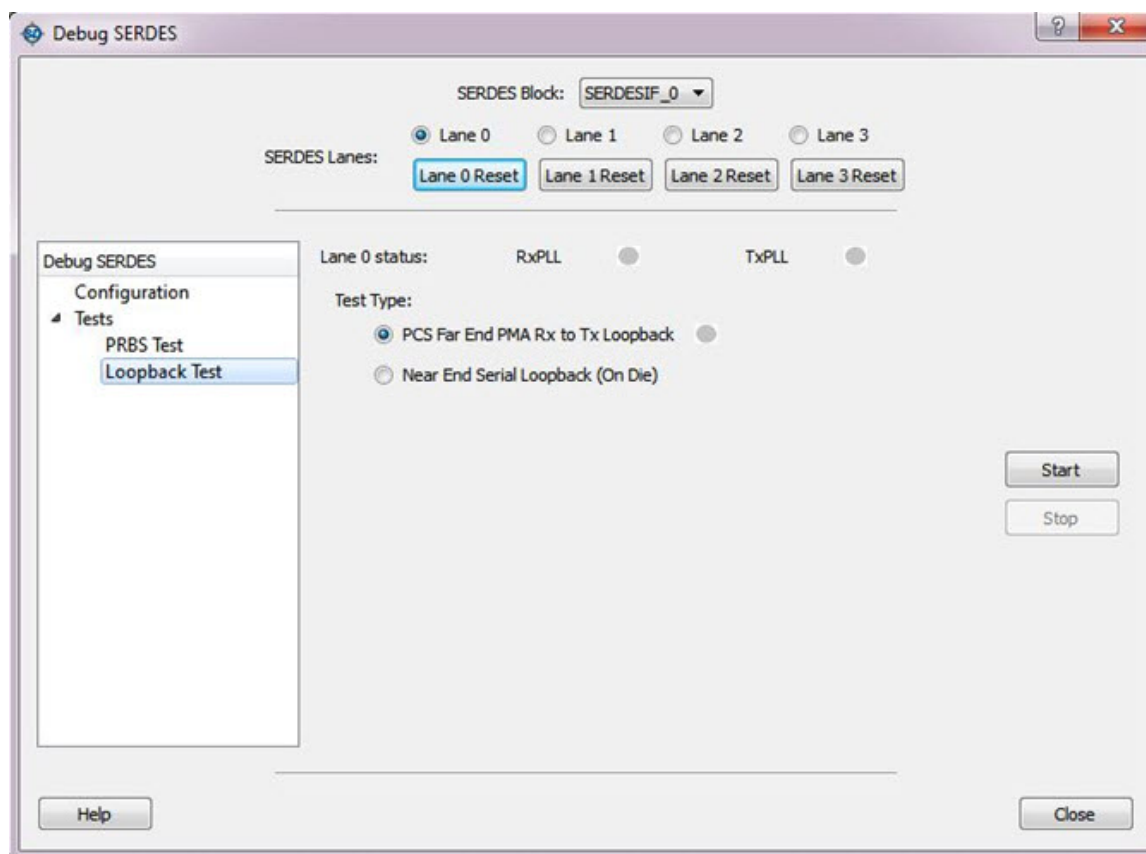 Debug SERDES
SERDES Block: SERDESIF_0
SERDES Lanes:
Lane 0 Lane 1 Lane 2 Lane 3
Lane 0 Reset Lane 1 Reset Lane 2 Reset Lane 3 Reset
Debug SERDES
Configuration
Tests
PRBS Test
Loopback Test
Lane 0 status: RxPLL TxPLL
Test Type:
PCS Far End PMA Rx to Tx Loopback
Near End Serial Loopback (On Die)
Start
Stop
Help
Close